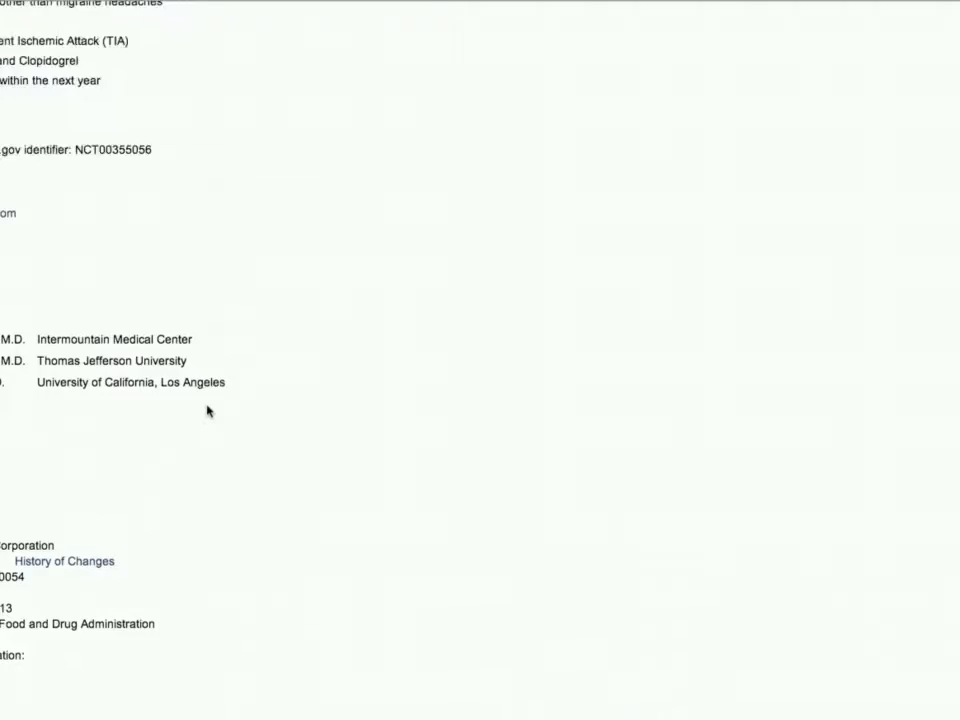 other than migraine headaches
ent Ischemic Attack (TIA)
and Clopidogrel
within the next year
.gov identifier: NCT00355056
om
M.D. Intermountain Medical Center
M.D. Thomas Jefferson University
D. University of California, Los Angeles
Corporation
History of Changes
0054
13
Food and Drug Administration
ation: